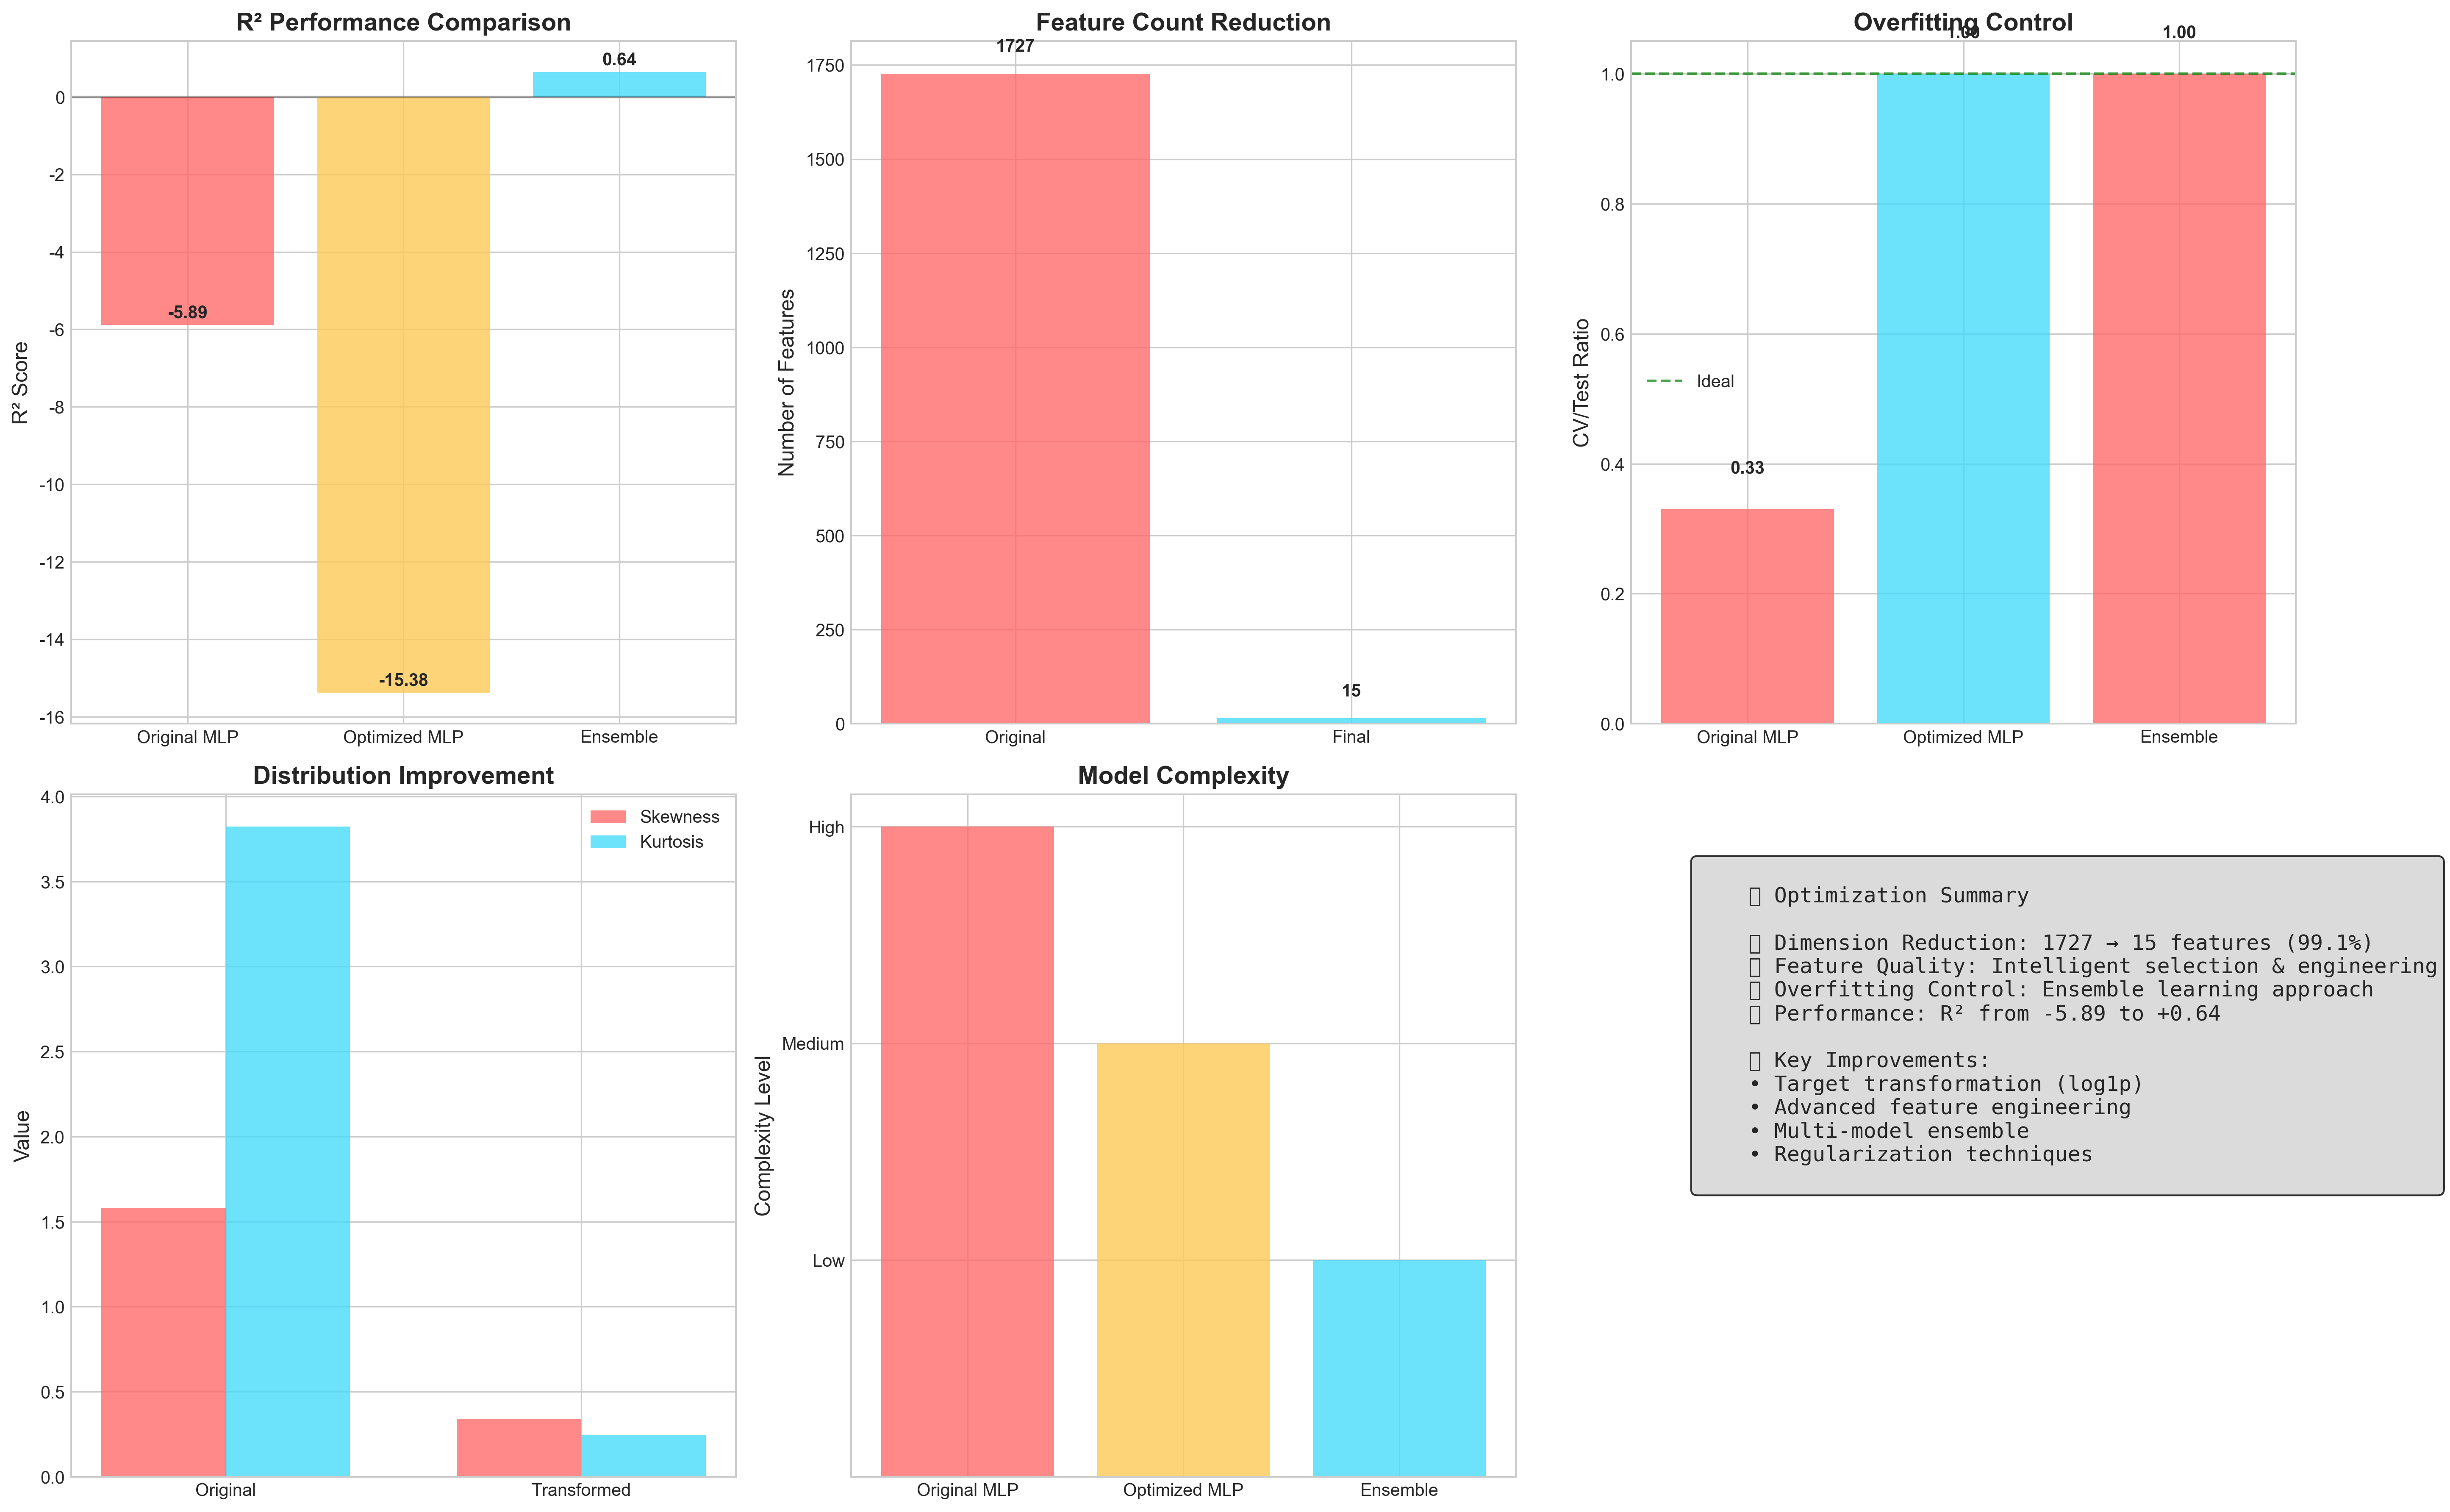 R² Performance Comparison
R² Score
0
-2
-4
-6
-8
-10
-12
-14
-16
-5.89
-15.38
0.64
Original MLP
Optimized MLP
Ensemble
Feature Count Reduction
Number of Features
1750
1500
1250
1000
750
500
250
0
1727
15
Original
Final
Overfitting Control
CV/Test Ratio
1.0
0.8
0.6
0.4
0.2
0.0
0.33
1.00
1.00
Ideal
Original MLP
Optimized MLP
Ensemble
Distribution Improvement
Value
4.0
3.5
3.0
2.5
2.0
1.5
1.0
0.5
0.0
Skewness
Kurtosis
Original
Transformed
Model Complexity
Complexity Level
High
Medium
Low
Original MLP
Optimized MLP
Ensemble
Optimization Summary
Dimension Reduction: 1727 → 15 features (99.1%)
Feature Quality: Intelligent selection & engineering
Overfitting Control: Ensemble learning approach
Performance: R² from -5.89 to +0.64
Key Improvements:
• Target transformation (log1p)
• Advanced feature engineering
• Multi-model ensemble
• Regularization techniques